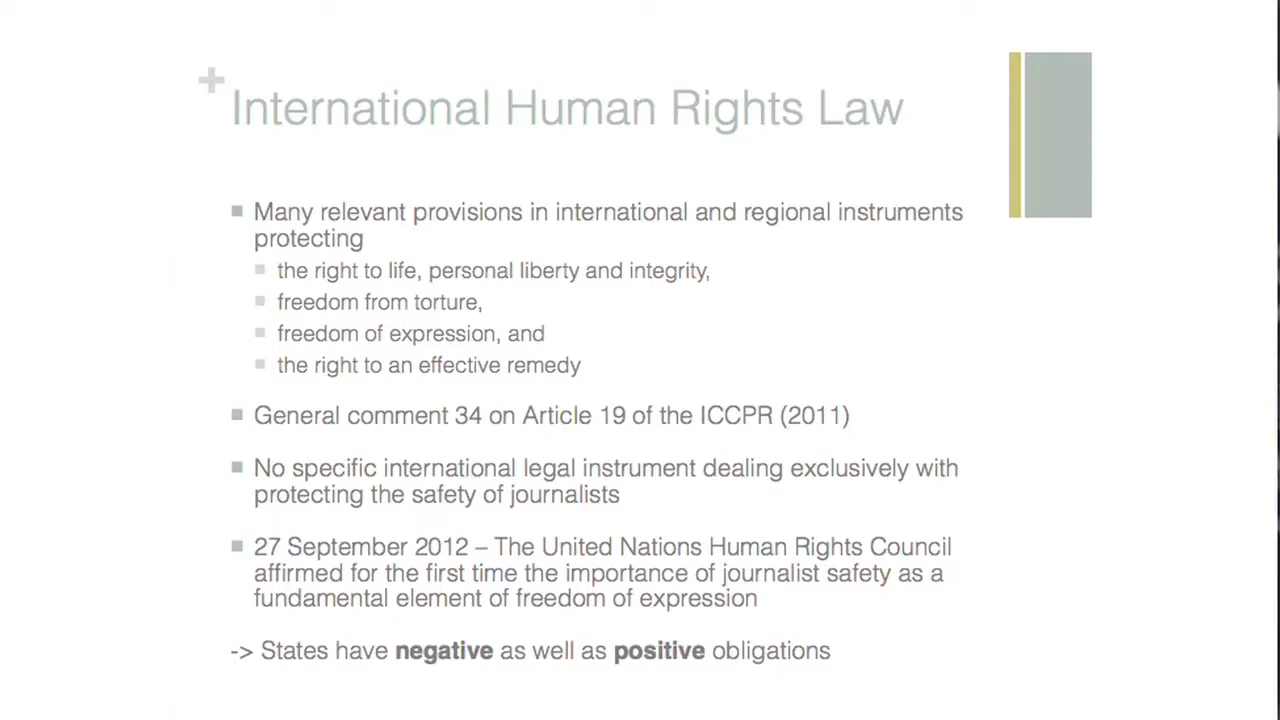 International Human Rights Law
Many relevant provisions in international and regional instruments
protecting
the right to life, personal liberty and integrity,
freedom from torture,
freedom of expression, and
the right to an effective remedy
General comment 34 on Article 19 of the ICCPR (2011)
No specific international legal instrument dealing exclusively with
protecting the safety of journalists
27 September 2012 – The United Nations Human Rights Council
affirmed for the first time the importance of journalist safety as a
fundamental element of freedom of expression
-> States have negative as well as positive obligations